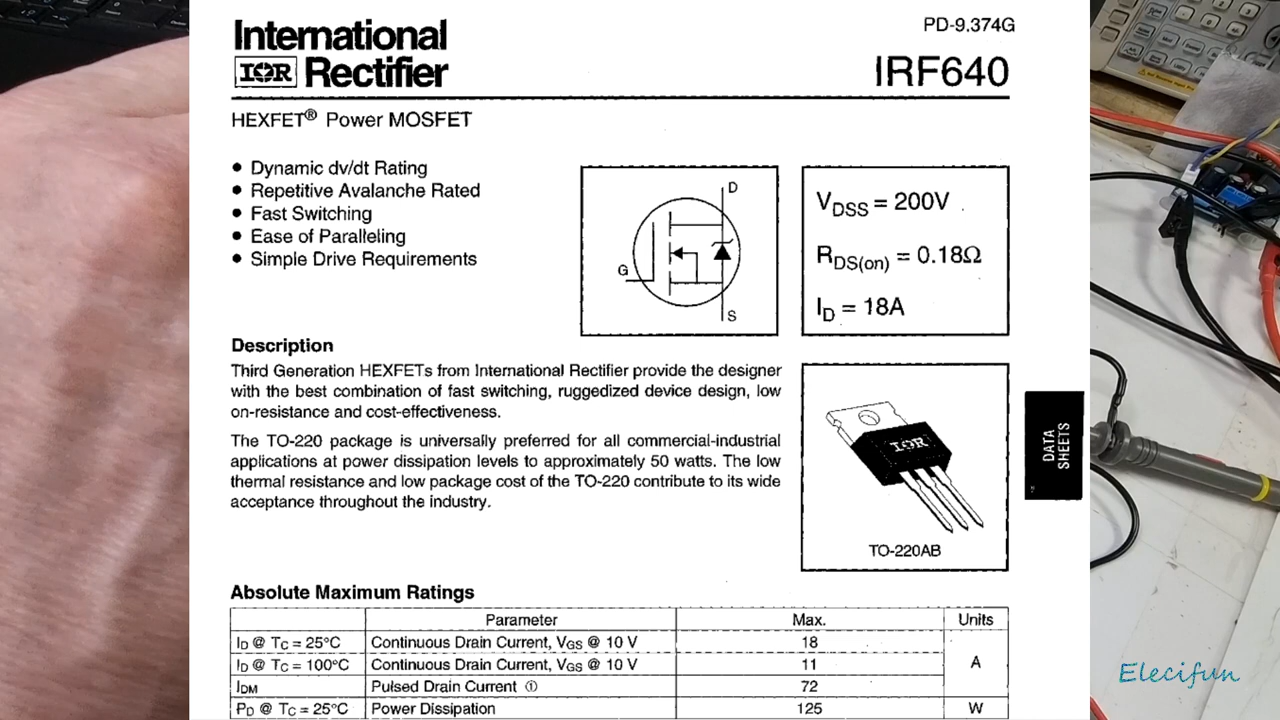 International
IOR Rectifier
PD-9.374G
IRF640
HEXFET® Power MOSFET
● Dynamic dv/dt Rating
● Repetitive Avalanche Rated
● Fast Switching
● Ease of Paralleling
● Simple Drive Requirements
D
G
S
VDSS = 200V
RDS(on) = 0.18Ω
ID = 18A
Description
Third Generation HEXFETs from International Rectifier provide the designer
with the best combination of fast switching, ruggedized device design, low
on-resistance and cost-effectiveness.
The TO-220 package is universally preferred for all commercial-industrial
applications at power dissipation levels to approximately 50 watts. The low
thermal resistance and low package cost of the TO-220 contribute to its wide
acceptance throughout the industry.
IOR
TO-220AB
DATA
SHEETS
Absolute Maximum Ratings
Parameter Max. Units
ID @ TC = 25°C Continuous Drain Current, VGS @ 10 V 18
ID @ TC = 100°C Continuous Drain Current, VGS @ 10 V 11 A
IDM Pulsed Drain Current ① 72
PD @ TC = 25°C Power Dissipation 125 W
Elecifun